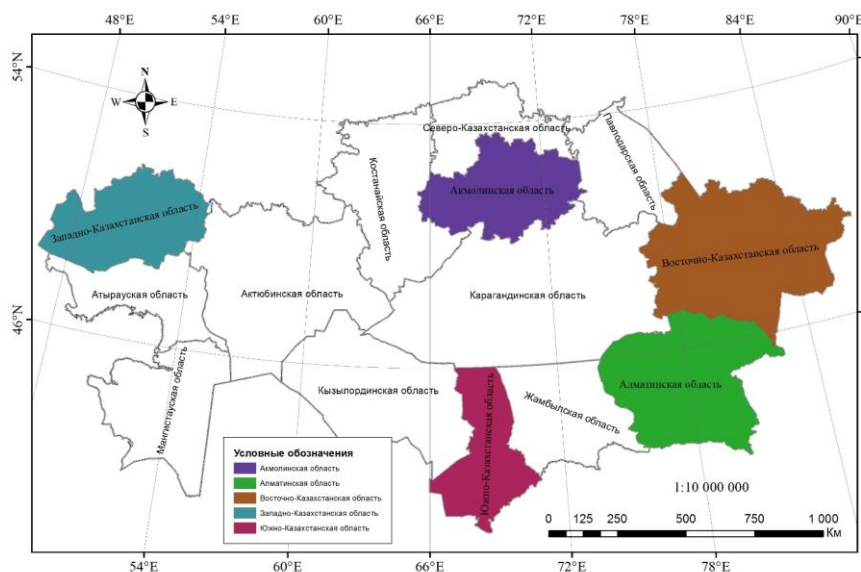 48°E 54°E 60°E 66°E 72°E 78°E 84°E 90°E
54°N
46°N
N
W E
S
Северо-Казахстанская область
Павлодарская область
Костанайская область
Акмолинская область
Западно-Казахстанская область
Восточно-Казахстанская область
Атырауская область
Актюбинская область
Карагандинская область
Мангистауская область
Кызылординская область
Южно-Казахстанская область
Жамбылская область
Алматинская область
Условные обозначения
Акмолинская область
Алматинская область
Восточно-Казахстанская область
Западно-Казахстанская область
Южно-Казахстанская область
1:10 000 000
0 125 250 500 750 1 000
Км
54°E 60°E 66°E 72°E 78°E